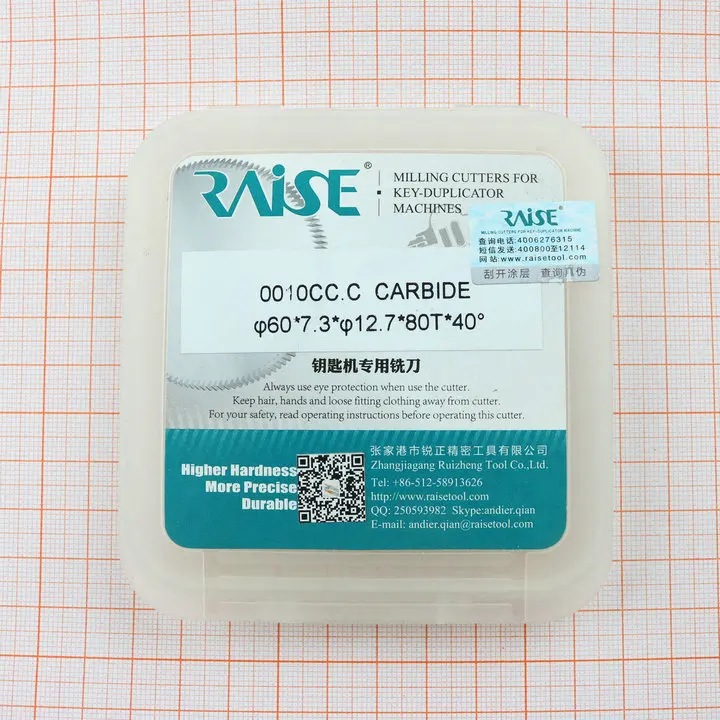 RAISE®
MILLING CUTTERS FOR
KEY-DUPLICATOR
MACHINES
RAISE®
MILLING CUTTERS FOR KEY-DUPLICATOR MACHINE
查询电话:4006276315
短信发送:400800至12114
网站:www.raisetool.com
刮开涂层 查询真伪
0010CC.C CARBIDE
φ60*7.3*φ12.7*80T*40°
钥匙机专用铣刀
Always use eye protection when use the cutter.
Keep hair, hands and loose fitting clothing away from cutter.
For your safety, read operating instructions before operating this cutter.
Higher Hardness
More Precise
Durable
张家港市锐正精密工具有限公司
Zhangjiagang Ruizheng Tool Co.,Ltd.
Tel: +86-512-58913626
http://www.raisetool.com
QQ: 250593982 Skype:andier.qian
E-mail: andier.qian@raisetool.com